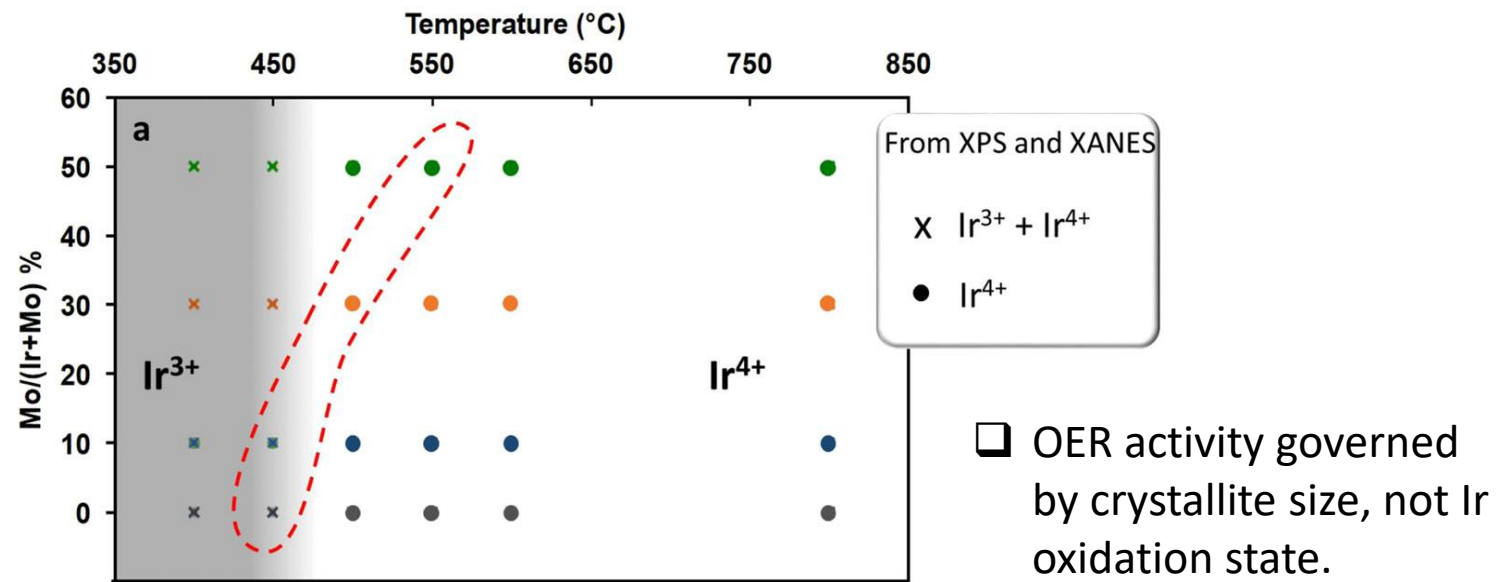 Temperature (°C)
350 450 550 650 750 850
60
a
50
40
30
20
10
0
Mo/(Ir+Mo) %
Ir³⁺
Ir⁴⁺
From XPS and XANES
x Ir³⁺ + Ir⁴⁺
● Ir⁴⁺
❑ OER activity governed
by crystallite size, not Ir
oxidation state.